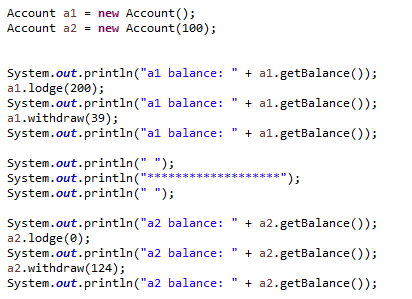 Account a1 = new Account();
Account a2 = new Account(100);
System.out.println("a1 balance: " + a1.getBalance());
a1.lodge(200);
System.out.println("a1 balance: " + a1.getBalance());
a1.withdraw(39);
System.out.println("a1 balance: " + a1.getBalance());
System.out.println(" ");
System.out.println("*******************");
System.out.println(" ");
System.out.println("a2 balance: " + a2.getBalance());
a2.lodge(0);
System.out.println("a2 balance: " + a2.getBalance());
a2.withdraw(124);
System.out.println("a2 balance: " + a2.getBalance());